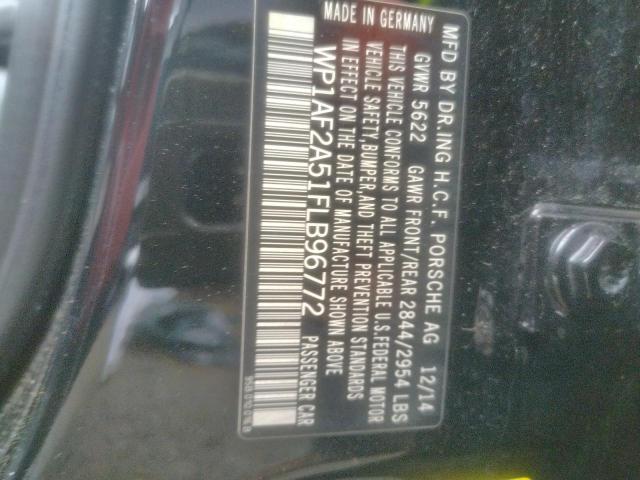 MFD BY DR.ING H.C.F. PORSCHE AG 12/14
GVWR 5622 GAWR FRONT/REAR 2844/2954 LBS
THIS VEHICLE CONFORMS TO ALL APPLICABLE U.S.FEDERAL MOTOR
VEHICLE SAFETY,BUMPER,AND THEFT PREVENTION STANDARDS
IN EFFECT ON THE DATE OF MANUFACTURE SHOWN ABOVE
WP1AF2A51FLB96772 PASSENGER CAR
MADE IN GERMANY